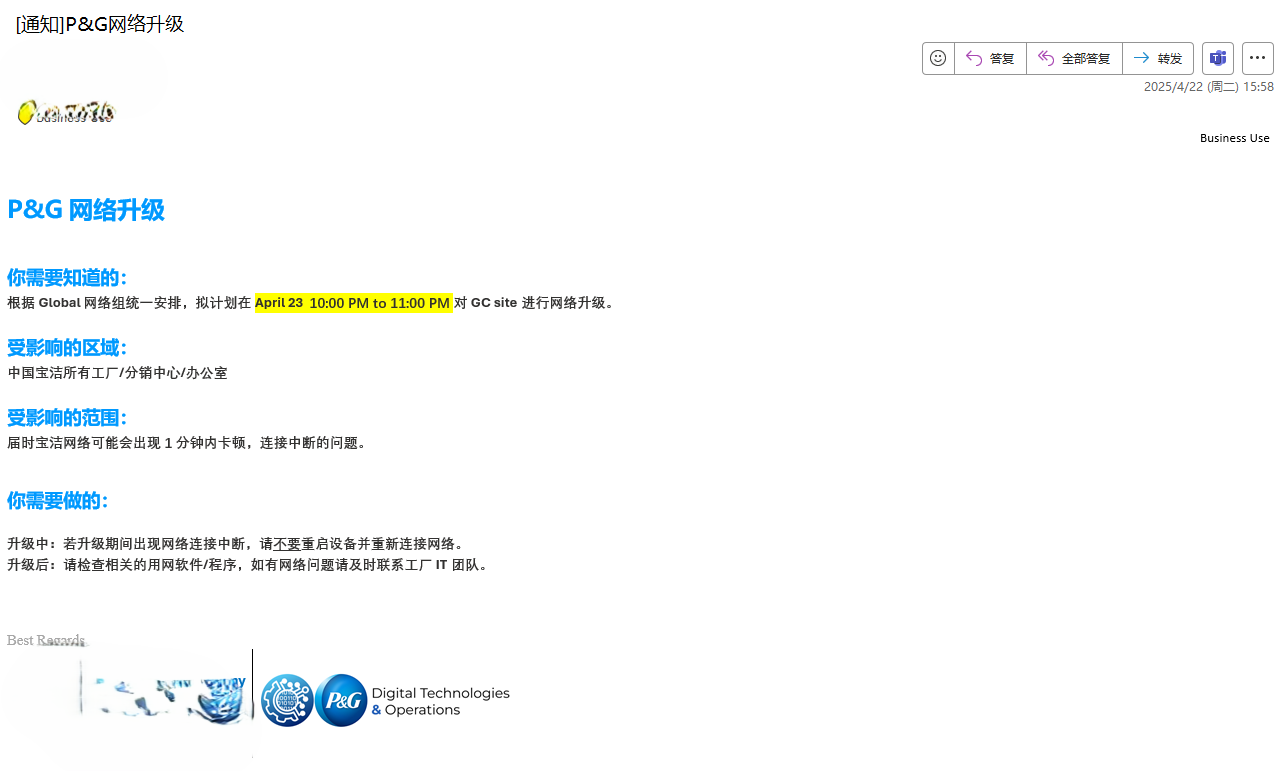 [通知]P&G网络升级
答复
全部答复
转发
2025/4/22 (周二) 15:58
Business Use
P&G 网络升级
你需要知道的：
根据 Global 网络组统一安排，拟计划在 April 23 10:00 PM to 11:00 PM 对 GC site 进行网络升级。
受影响的区域：
中国宝洁所有工厂/分销中心/办公室
受影响的范围：
届时宝洁网络可能会出现 1 分钟内卡顿，连接中断的问题。
你需要做的：
升级中：若升级期间出现网络连接中断，请不要重启设备并重新连接网络。
升级后：请检查相关的用网软件/程序，如有网络问题请及时联系工厂 IT 团队。
Best Regards
P&G
Digital Technologies
& Operations